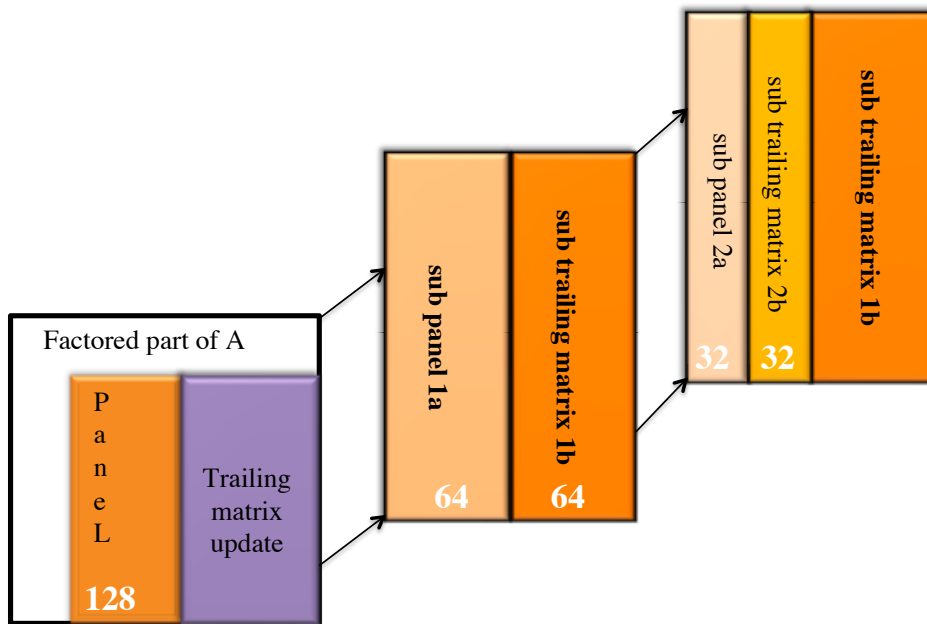 Factored part of A
P
a
n
e
L
128
Trailing
matrix
update
sub panel 1a
64
sub trailing matrix 1b
64
sub panel 2a
32
sub trailing matrix 2b
32
sub trailing matrix 1b